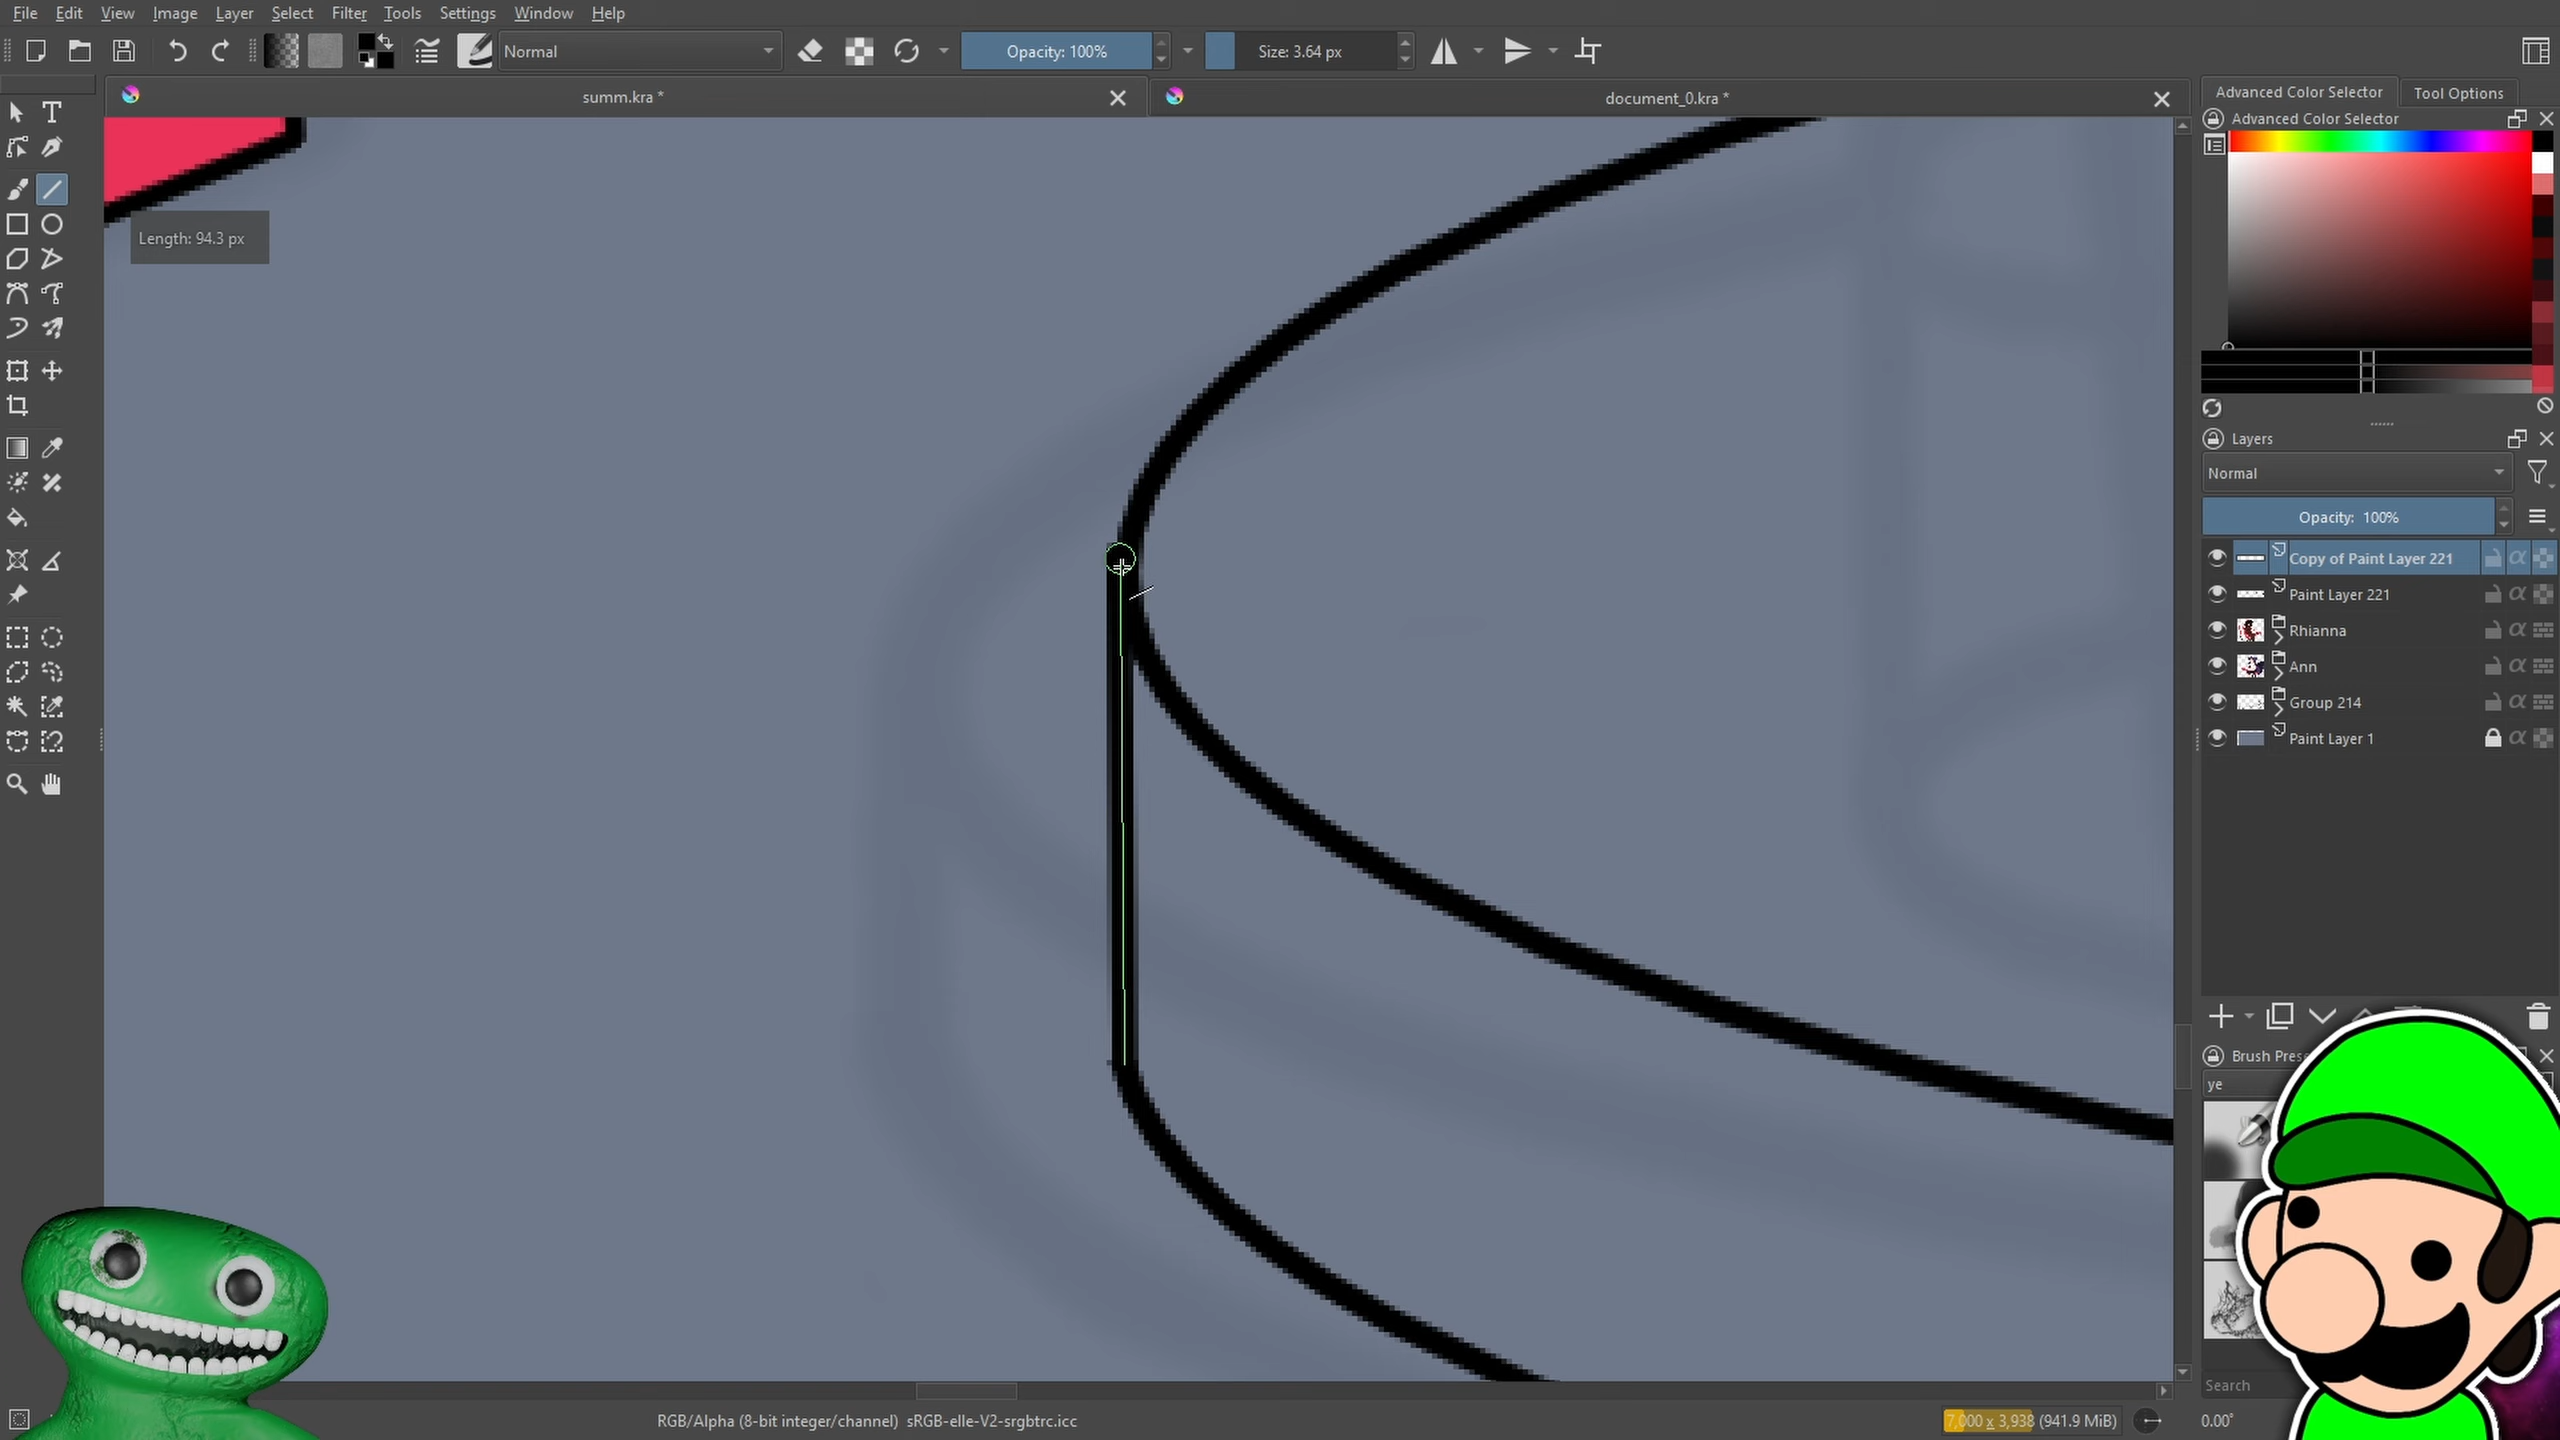 File Edit View Image Layer Select Filter Tools Settings Window Help
Normal
Opacity: 100%
Size: 3.64 px
summ.kra *
document_0.kra *
Advanced Color Selector
Tool Options
Advanced Color Selector
Length: 94.3 px
Layers
Normal
Opacity: 100%
Copy of Paint Layer 221
Paint Layer 221
Rhianna
Ann
Group 214
Paint Layer 1
Brush Pres
ye
Search
RGB/Alpha (8-bit integer/channel) sRGB-elle-V2-srgbtrc.icc
7,000 x 3,938 (941.9 MiB)
0.00°